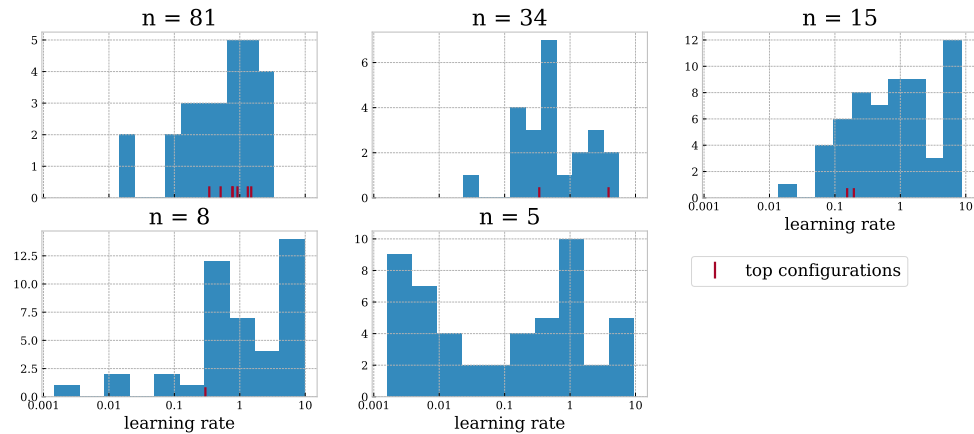 n = 81
5
4
3
2
1
0
n = 34
6
4
2
0
n = 15
12
10
8
6
4
2
0
0.001 0.01 0.1 1 10
learning rate
n = 8
12.5
10.0
7.5
5.0
2.5
0.0
0.001 0.01 0.1 1 10
learning rate
n = 5
10
8
6
4
2
0
0.001 0.01 0.1 1 10
learning rate
top configurations